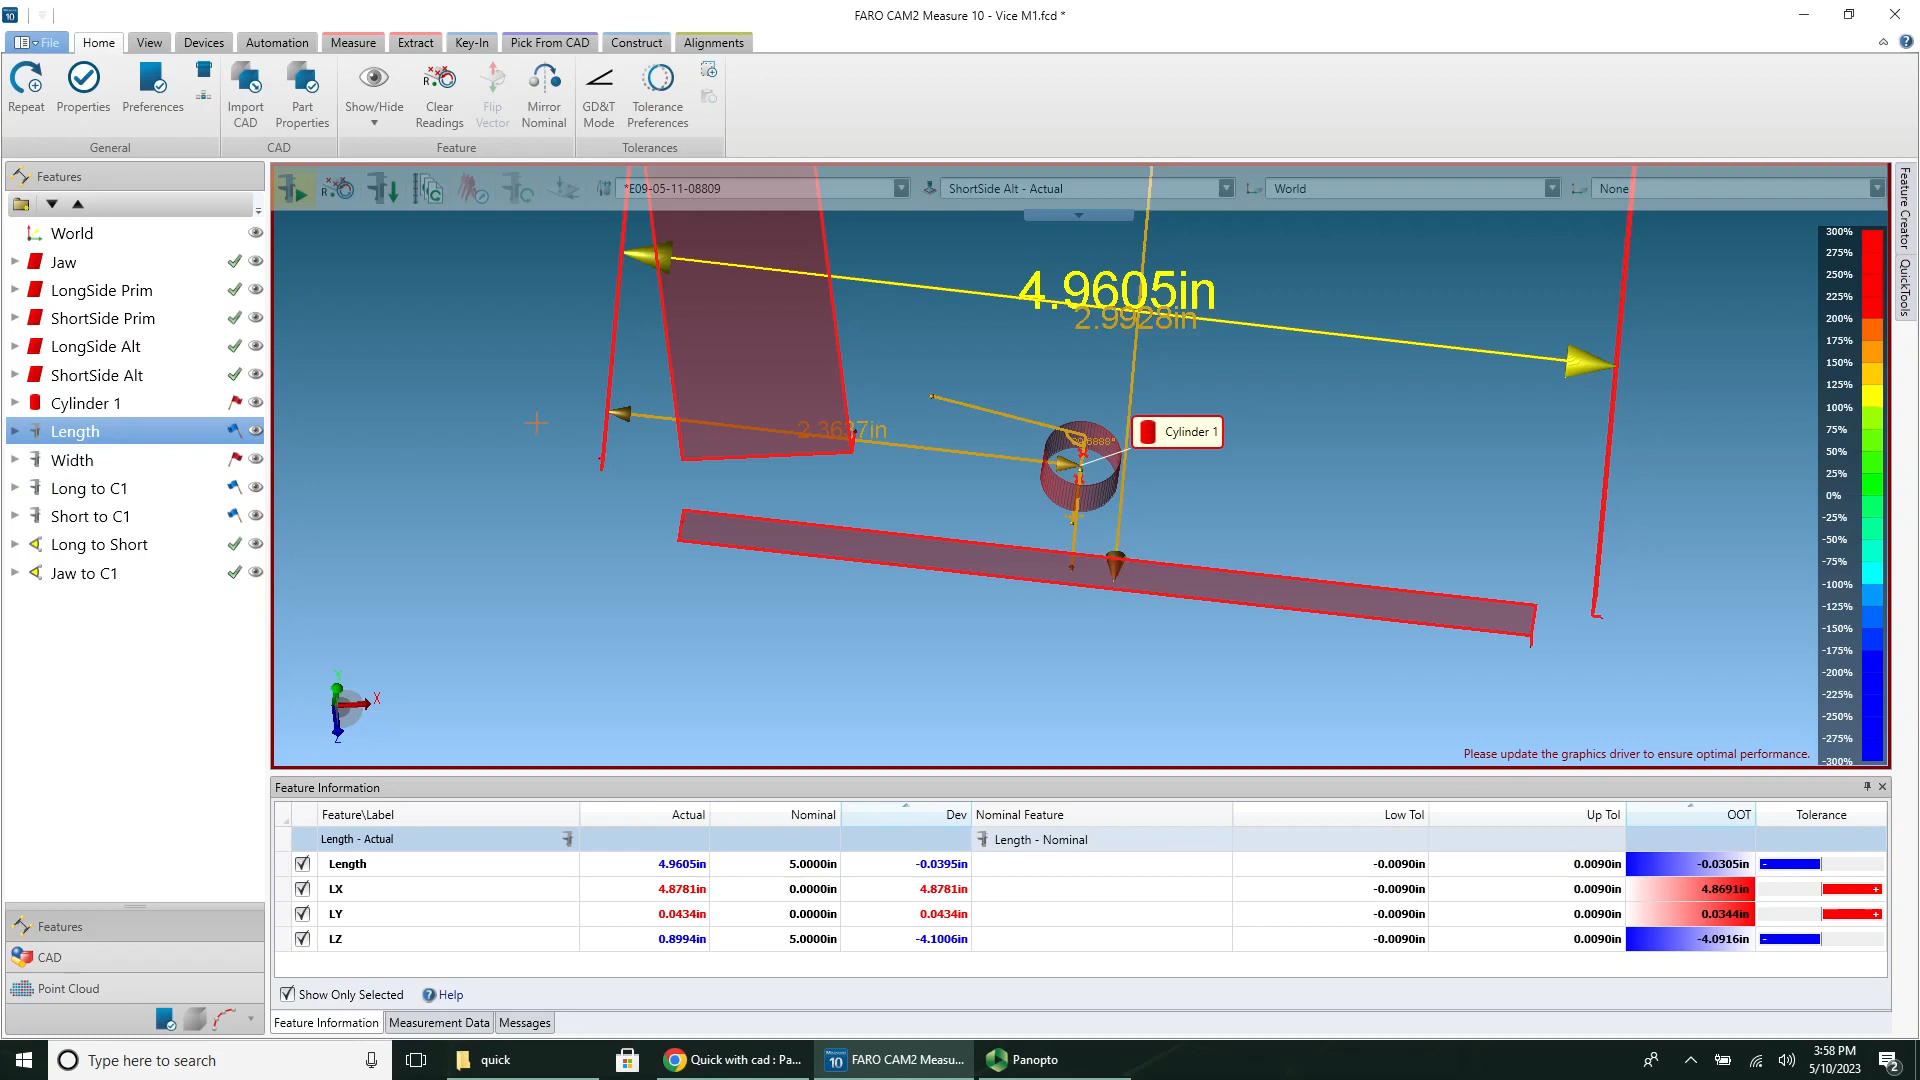 FARO CAM2 Measure 10 - Vice M1.fcd *
File Home View Devices Automation Measure Extract Key-In Pick From CAD Construct Alignments
Repeat Properties Preferences Import CAD Part Properties Show/Hide Clear Readings Flip Vector Mirror Nominal GD&T Mode Tolerance Preferences
General CAD Feature Tolerances
Features
World
Jaw
LongSide Prim
ShortSide Prim
LongSide Alt
ShortSide Alt
Cylinder 1
Length
Width
Long to C1
Short to C1
Long to Short
Jaw to C1
Features
CAD
Point Cloud
*E09-05-11-08809 ShortSide Alt - Actual World None
4.9605in
2.9928in
2.3637in
Cylinder 1
Y
X
Z
300%
275%
250%
225%
200%
175%
150%
125%
100%
75%
50%
25%
0%
-25%
-50%
-75%
-100%
-125%
-150%
-175%
-200%
-225%
-250%
-275%
-300%
Please update the graphics driver to ensure optimal performance.
Feature Creator
QuickTools
Feature Information
Feature\Label Actual Nominal Dev Nominal Feature Low Tol Up Tol OOT Tolerance
Length - Actual Length - Nominal
Length 4.9605in 5.0000in -0.0395in -0.0090in 0.0090in -0.0305in -
LX 4.8781in 0.0000in 4.8781in -0.0090in 0.0090in 4.8691in +
LY 0.0434in 0.0000in 0.0434in -0.0090in 0.0090in 0.0344in +
LZ 0.8994in 5.0000in -4.1006in -0.0090in 0.0090in -4.0916in -
Show Only Selected Help
Feature Information Measurement Data Messages
Type here to search quick Quick with cad : Pa... FARO CAM2 Measu... Panopto
3:58 PM
5/10/2023
2